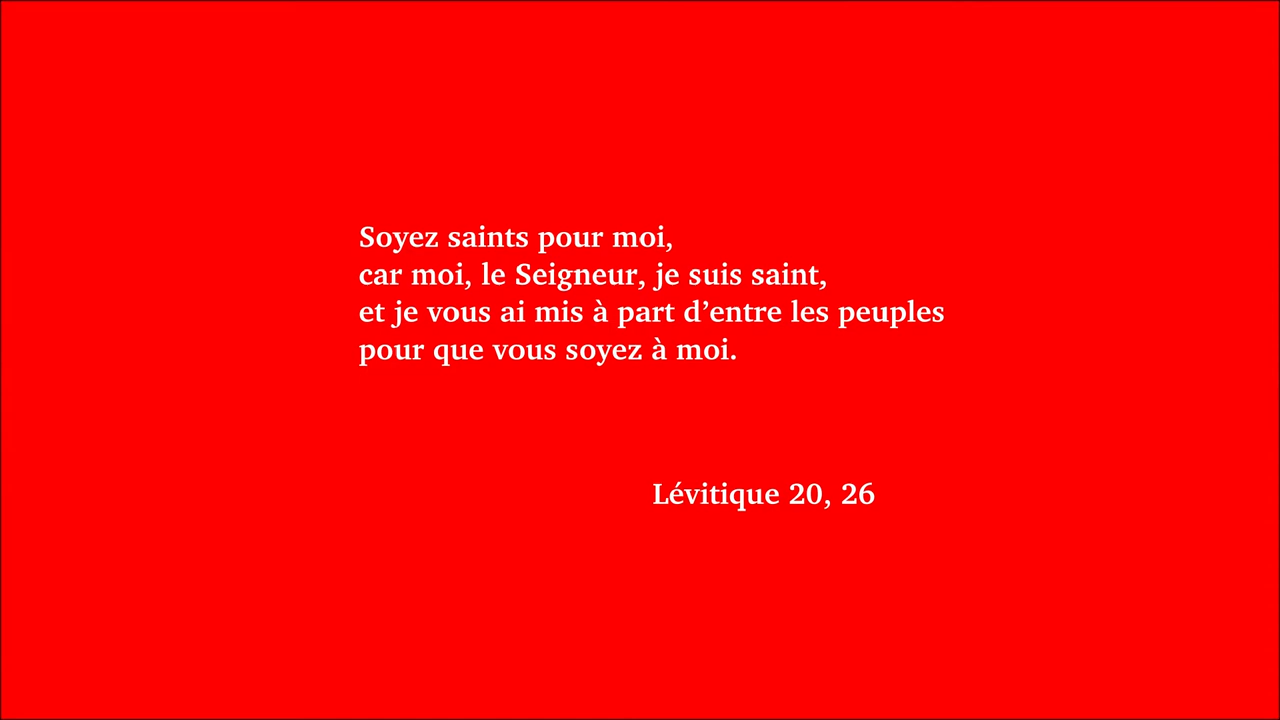 Soyez saints pour moi,
car moi, le Seigneur, je suis saint,
et je vous ai mis à part d’entre les peuples
pour que vous soyez à moi.
Lévitique 20, 26